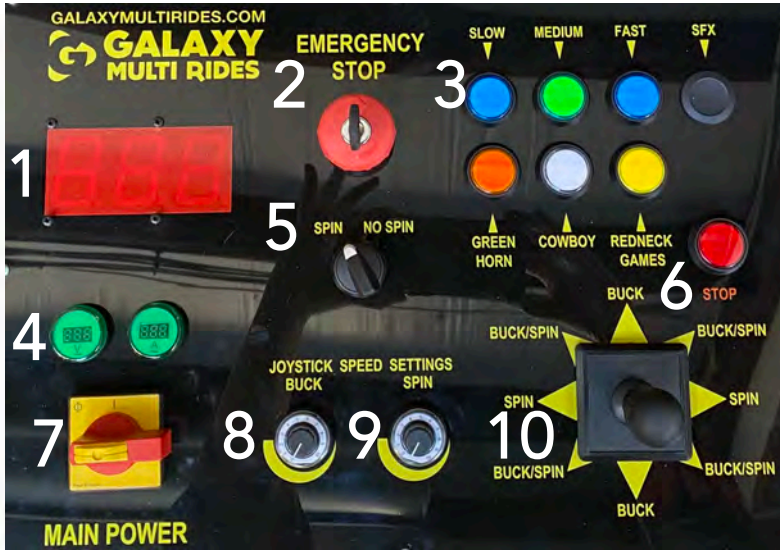 GALAXYMULTIRIDES.COM
GALAXY
MULTI RIDES
EMERGENCY
STOP
SLOW MEDIUM FAST SFX
1
2
3
GREEN
HORN
COWBOY
REDNECK
GAMES
4
5
SPIN NO SPIN
6
STOP
7
MAIN POWER
JOYSTICK SPEED SETTINGS
BUCK SPIN
8
9
10
BUCK
BUCK/SPIN
BUCK/SPIN
SPIN
SPIN
BUCK/SPIN
BUCK/SPIN
BUCK